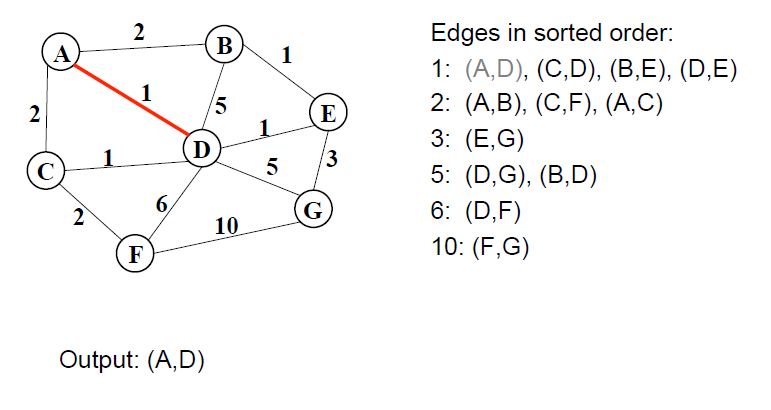 2
A
B
1
1
2
5
E
1
D
1
3
C
5
2
6
G
10
F
Edges in sorted order:
1: (A,D), (C,D), (B,E), (D,E)
2: (A,B), (C,F), (A,C)
3: (E,G)
5: (D,G), (B,D)
6: (D,F)
10: (F,G)
Output: (A,D)